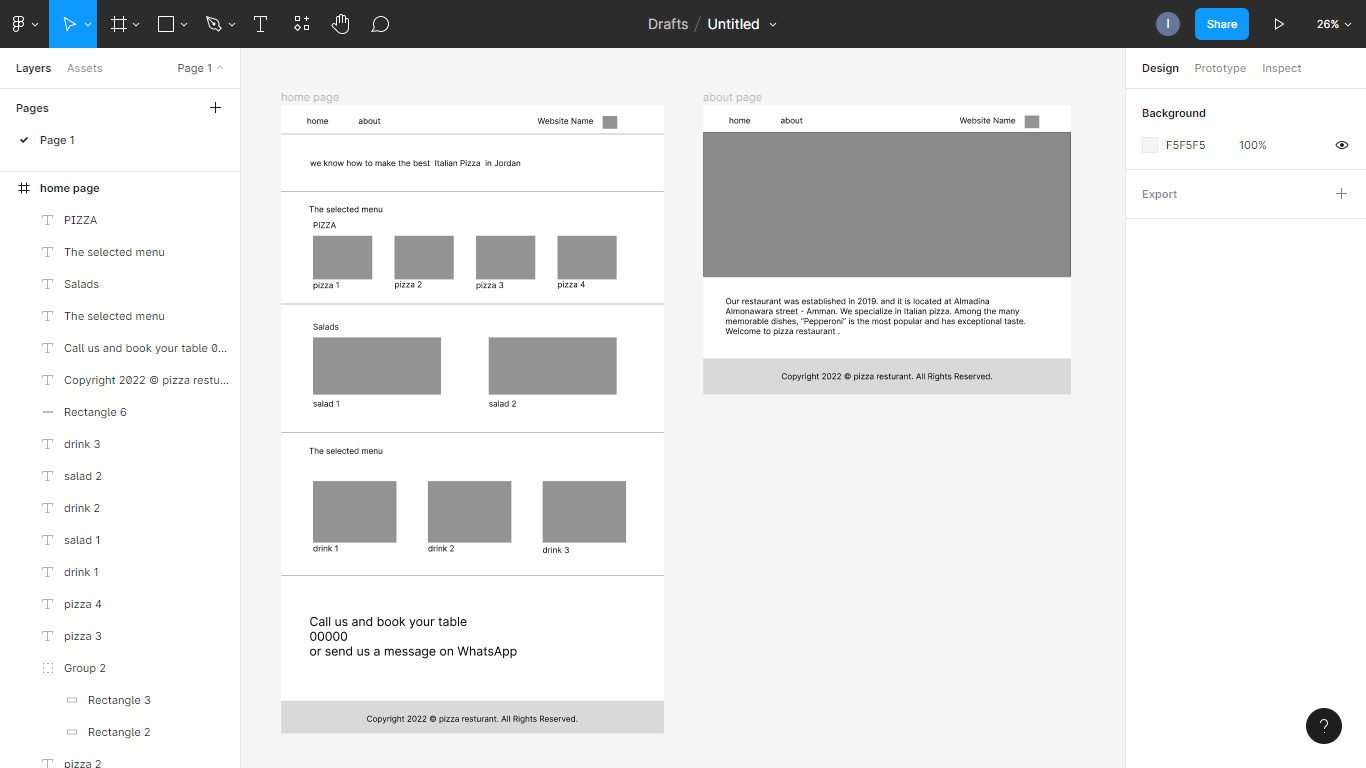 Drafts / Untitled
I
Share
26%
Layers
Assets
Page 1
Pages
Page 1
home page
PIZZA
The selected menu
Salads
The selected menu
Call us and book your table 0...
Copyright 2022 © pizza restu...
Rectangle 6
drink 3
salad 2
drink 2
salad 1
drink 1
pizza 4
pizza 3
Group 2
Rectangle 3
Rectangle 2
pizza 2
home page
home
about
Website Name
we know how to make the best Italian Pizza in Jordan
The selected menu
PIZZA
pizza 1
pizza 2
pizza 3
pizza 4
Salads
salad 1
salad 2
The selected menu
drink 1
drink 2
drink 3
Call us and book your table
00000
or send us a message on WhatsApp
Copyright 2022 © pizza resturant. All Rights Reserved.
about page
home
about
Website Name
Our restaurant was established in 2019. and it is located at Almadina
Almonawara street - Amman. We specialize in Italian pizza. Among the many
memorable dishes, “Pepperoni” is the most popular and has exceptional taste.
Welcome to pizza restaurant .
Copyright 2022 © pizza resturant. All Rights Reserved.
Design
Prototype
Inspect
Background
F5F5F5
100%
Export
?